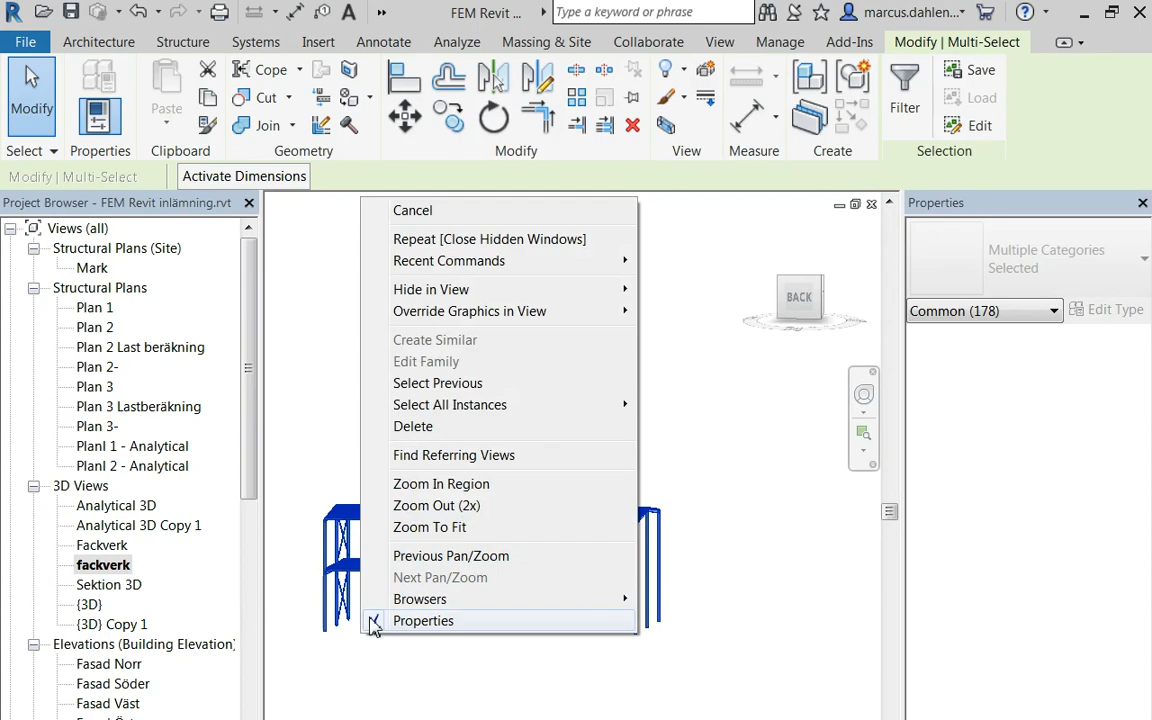 FEM Revit ...
Type a keyword or phrase
marcus.dahlen...
File
Architecture
Structure
Systems
Insert
Annotate
Analyze
Massing & Site
Collaborate
View
Manage
Add-Ins
Modify | Multi-Select
Modify
Paste
Cope
Cut
Join
Filter
Save
Load
Edit
Select
Properties
Clipboard
Geometry
Modify
View
Measure
Create
Selection
Modify | Multi-Select
Activate Dimensions
Project Browser - FEM Revit inlämning.rvt
Views (all)
Structural Plans (Site)
Mark
Structural Plans
Plan 1
Plan 2
Plan 2 Last beräkning
Plan 2-
Plan 3
Plan 3 Lastberäkning
Plan 3-
Planl 1 - Analytical
Planl 2 - Analytical
3D Views
Analytical 3D
Analytical 3D Copy 1
Fackverk
fackverk
Sektion 3D
{3D}
{3D} Copy 1
Elevations (Building Elevation)
Fasad Norr
Fasad Söder
Fasad Väst
Cancel
Repeat [Close Hidden Windows]
Recent Commands
Hide in View
Override Graphics in View
Create Similar
Edit Family
Select Previous
Select All Instances
Delete
Find Referring Views
Zoom In Region
Zoom Out (2x)
Zoom To Fit
Previous Pan/Zoom
Next Pan/Zoom
Browsers
Properties
BACK
Properties
Multiple Categories
Selected
Common (178)
Edit Type